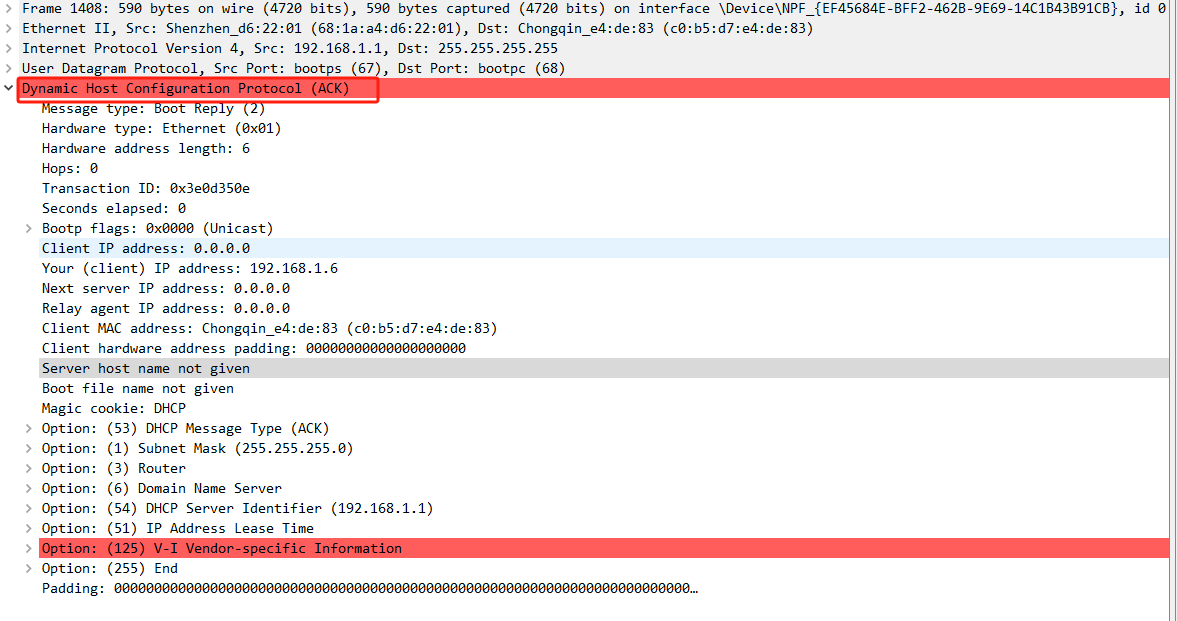 Frame 1408: 590 bytes on wire (4720 bits), 590 bytes captured (4720 bits) on interface \Device\NPF_{EF45684E-BFF2-462B-9E69-14C1B43B91CB}, id 0
Ethernet II, Src: Shenzhen_d6:22:01 (68:1a:a4:d6:22:01), Dst: Chongqin_e4:de:83 (c0:b5:d7:e4:de:83)
Internet Protocol Version 4, Src: 192.168.1.1, Dst: 255.255.255.255
User Datagram Protocol, Src Port: bootps (67), Dst Port: bootpc (68)
Dynamic Host Configuration Protocol (ACK)
Message type: Boot Reply (2)
Hardware type: Ethernet (0x01)
Hardware address length: 6
Hops: 0
Transaction ID: 0x3e0d350e
Seconds elapsed: 0
Bootp flags: 0x0000 (Unicast)
Client IP address: 0.0.0.0
Your (client) IP address: 192.168.1.6
Next server IP address: 0.0.0.0
Relay agent IP address: 0.0.0.0
Client MAC address: Chongqin_e4:de:83 (c0:b5:d7:e4:de:83)
Client hardware address padding: 00000000000000000000
Server host name not given
Boot file name not given
Magic cookie: DHCP
Option: (53) DHCP Message Type (ACK)
Option: (1) Subnet Mask (255.255.255.0)
Option: (3) Router
Option: (6) Domain Name Server
Option: (54) DHCP Server Identifier (192.168.1.1)
Option: (51) IP Address Lease Time
Option: (125) V-I Vendor-specific Information
Option: (255) End
Padding: 000000000000000000000000000000000000000000000000000000000000000000000000…